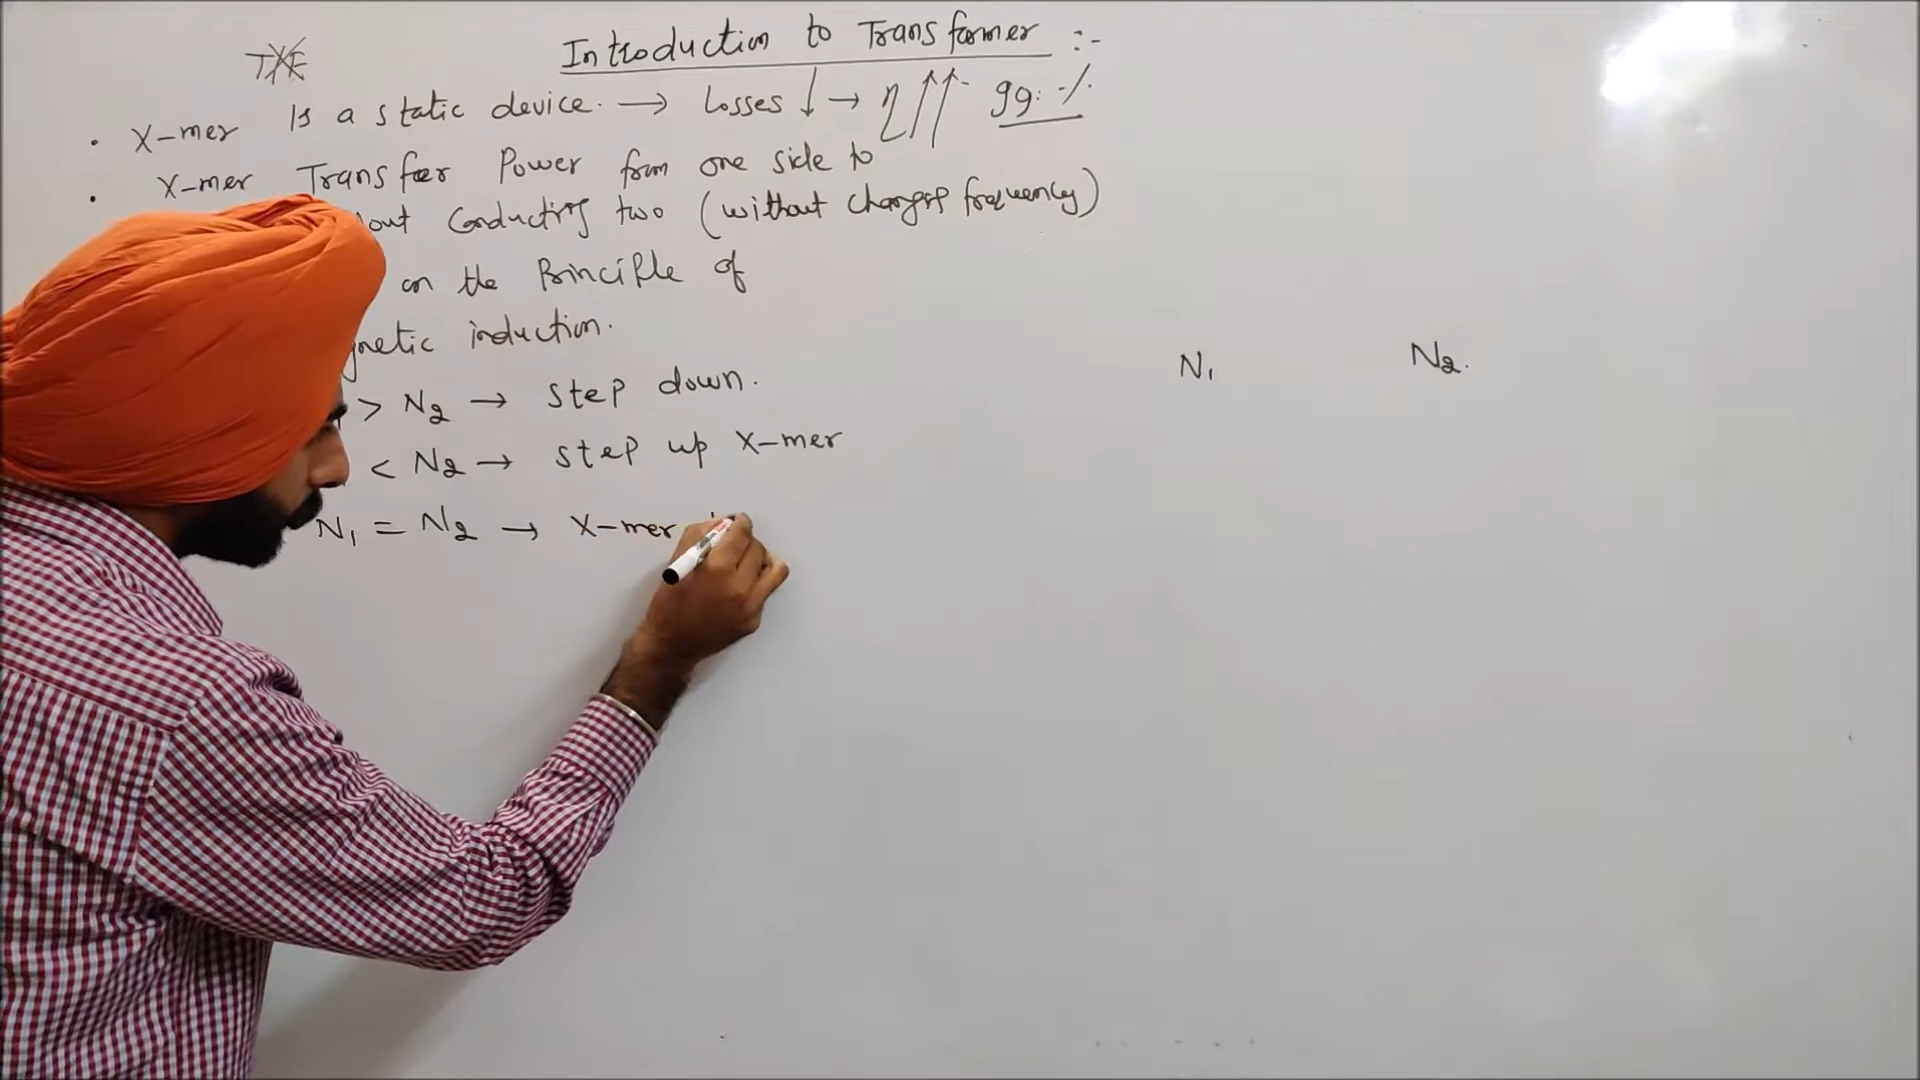 Introduction to Transformer :-
X-mer Is a static device. → Losses ↓ → η↑↑ 99.%
X-mer Transfer Power from one side to
out Conducting two (without changing frequency)
on the Principle of
gnetic induction.
> N2 → Step down.
< N2 → Step up X-mer
N1 = N2 → X-mer
N1 N2.